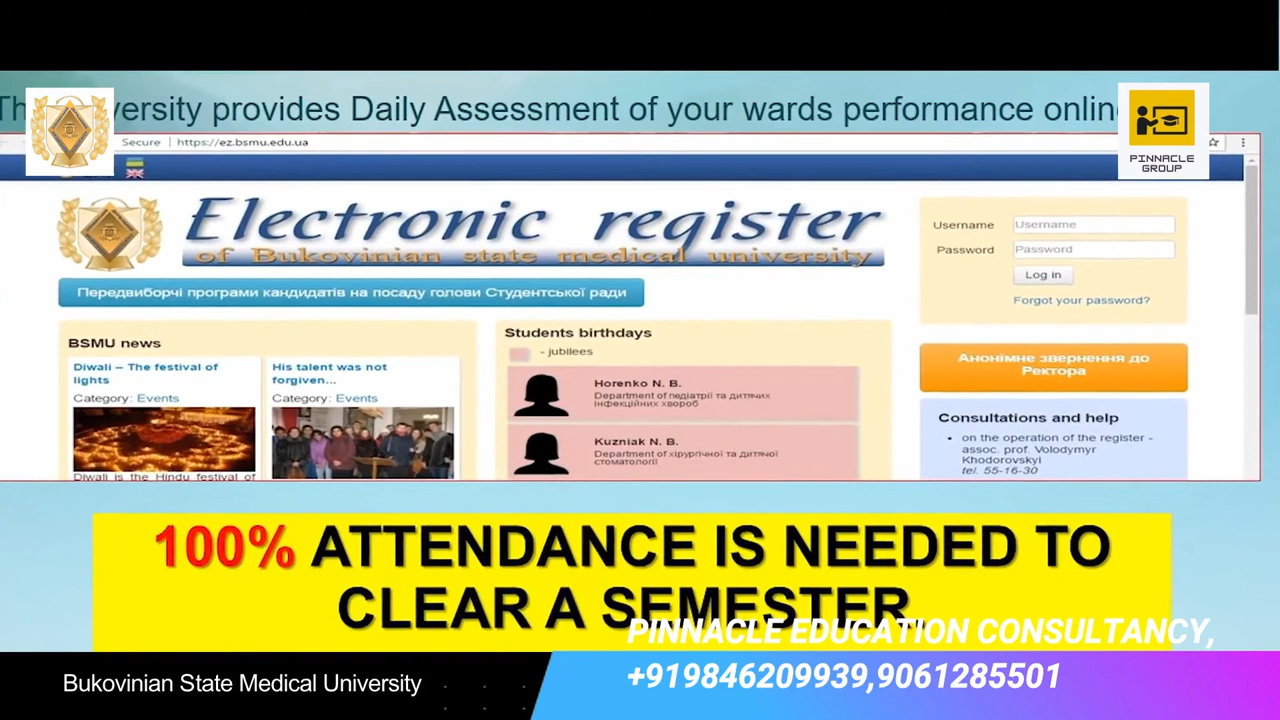 Th versity provides Daily Assessment of your wards performance online
Secure | https://ez.bsmu.edu.ua
PINNACLE
GROUP
Electronic register
of Bukovinian state medical university
Username Username
Password Password
Log in
Forgot your password?
Передвиборчі програми кандидатів на посаду голови Студентської ради
BSMU news
Diwali – The festival of
lights
Category: Events
Diwali is the Hindu festival of
His talent was not
forgiven...
Category: Events
Students birthdays
- jubilees
Horenko N. B.
Department of педіатрії та дитячих
інфекційних хвороб
Kuzniak N. B.
Department of хірургічної та дитячої
стоматології
Анонімне звернення до
Ректора
Consultations and help
on the operation of the register -
assoc. prof. Volodymyr
Khodorovskyi
tel. 55-16-30
100% ATTENDANCE IS NEEDED TO
CLEAR A SEMESTER.
PINNACLE EDUCATION CONSULTANCY,
+919846209939,9061285501
Bukovinian State Medical University